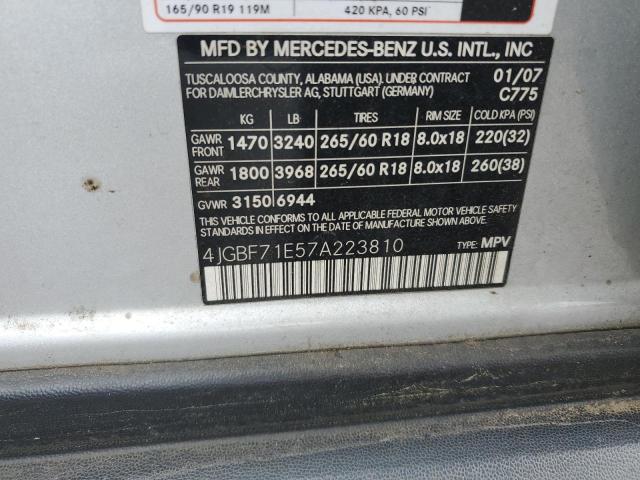 165/90 R19 119M 420 KPA, 60 PSI
MFD BY MERCEDES-BENZ U.S. INTL., INC
TUSCALOOSA COUNTY, ALABAMA (USA). UNDER CONTRACT 01/07
FOR DAIMLERCHRYSLER AG, STUTTGART (GERMANY) C775
KG LB TIRES RIM SIZE COLD KPA (PSI)
GAWR FRONT 1470 3240 265/60 R18 8.0x18 220(32)
GAWR REAR 1800 3968 265/60 R18 8.0x18 260(38)
GVWR 3150 6944
THIS VEHICLE CONFORMS TO ALL APPLICABLE FEDERAL MOTOR VEHICLE SAFETY
STANDARDS IN EFFECT ON THE DATE OF MANUFACTURE SHOWN ABOVE.
4JGBF71E57A223810 TYPE: MPV